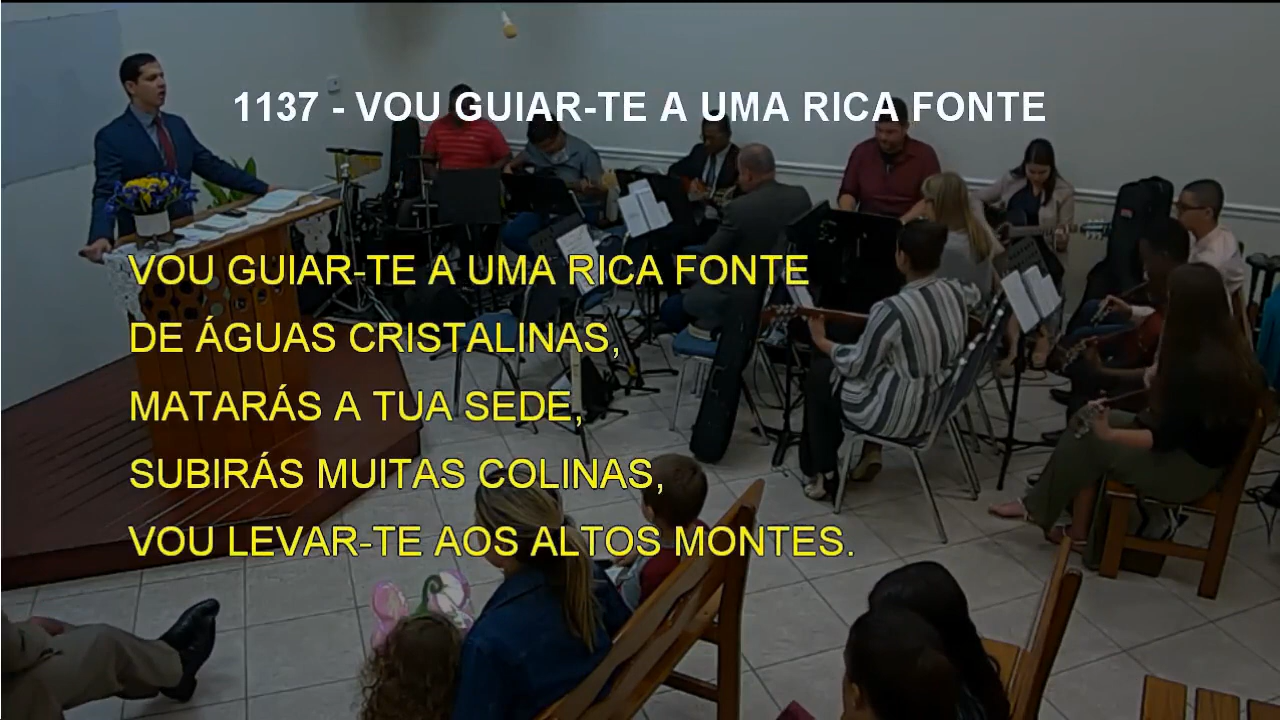 1137 - VOU GUIAR-TE A UMA RICA FONTE
VOU GUIAR-TE A UMA RICA FONTE
DE ÁGUAS CRISTALINAS,
MATARÁS A TUA SEDE,
SUBIRÁS MUITAS COLINAS,
VOU LEVAR-TE AOS ALTOS MONTES.